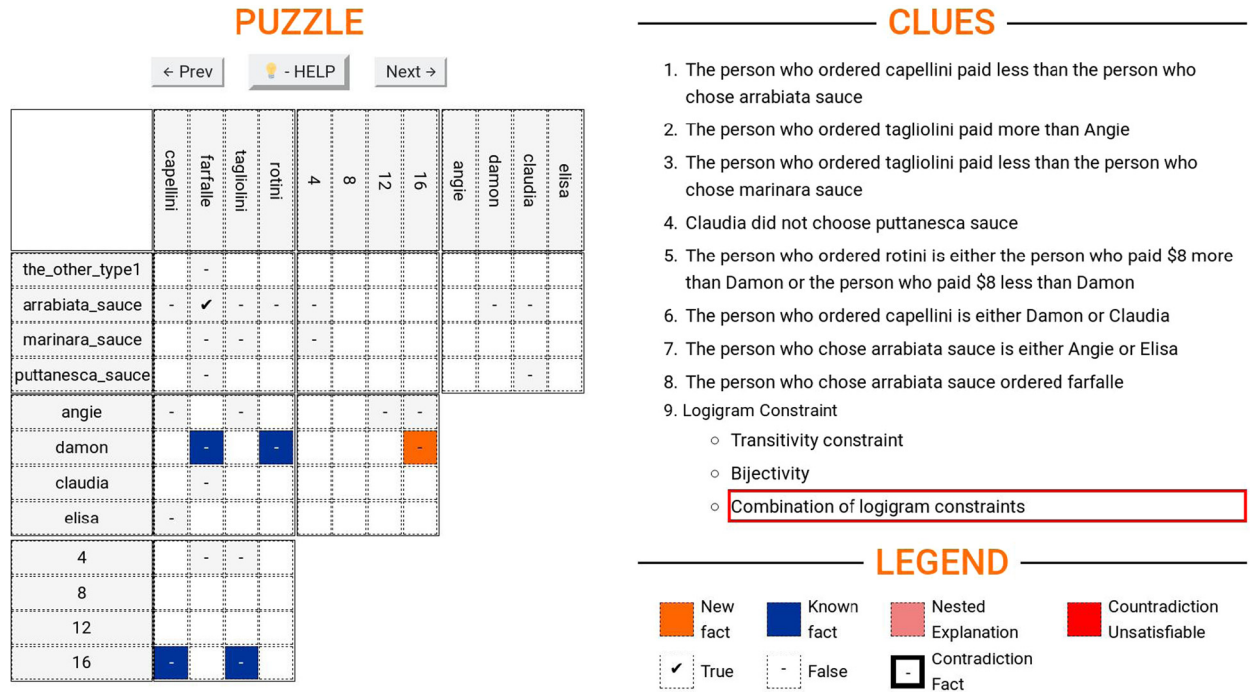 PUZZLE
← Prev
💡 - HELP
Next →
capellini farfalle tagliolini rotini 4 8 12 16 angie damon claudia elisa
the_other_type1 -
arrabiata_sauce - ✔ - - - - -
marinara_sauce - - -
puttanesca_sauce - -
angie - - - -
damon - - -
claudia -
elisa -
4 - -
8
12
16 - -
CLUES
1. The person who ordered capellini paid less than the person who
chose arrabiata sauce
2. The person who ordered tagliolini paid more than Angie
3. The person who ordered tagliolini paid less than the person who
chose marinara sauce
4. Claudia did not choose puttanesca sauce
5. The person who ordered rotini is either the person who paid $8 more
than Damon or the person who paid $8 less than Damon
6. The person who ordered capellini is either Damon or Claudia
7. The person who chose arrabiata sauce is either Angie or Elisa
8. The person who chose arrabiata sauce ordered farfalle
9. Logigram Constraint
○ Transitivity constraint
○ Bijectivity
○ Combination of logigram constraints
LEGEND
New
fact
Known
fact
Nested
Explanation
Countradiction
Unsatisfiable
✔ True
- False
- Contradiction
Fact